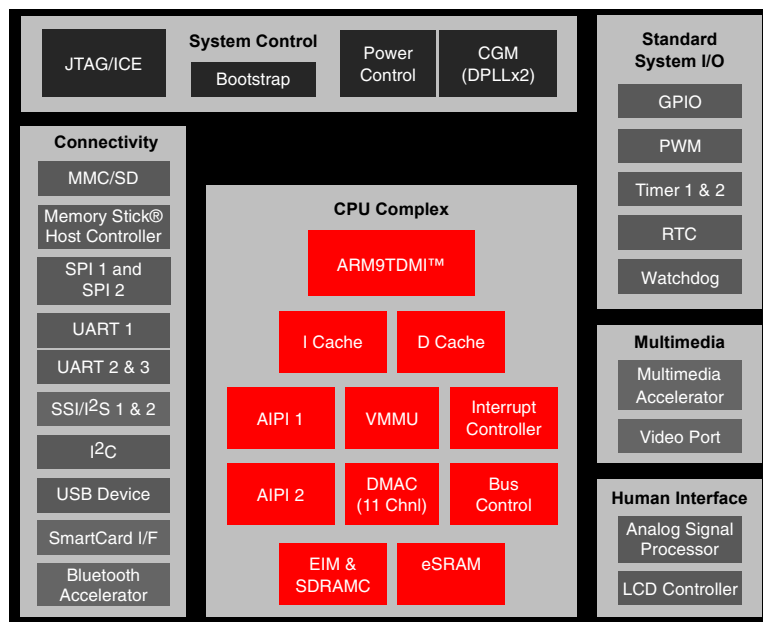 System Control
JTAG/ICE
Bootstrap
Power
Control
CGM
(DPLLx2)
Connectivity
MMC/SD
Memory Stick®
Host Controller
SPI 1 and
SPI 2
UART 1
UART 2 & 3
SSI/I2S 1 & 2
I2C
USB Device
SmartCard I/F
Bluetooth
Accelerator
CPU Complex
ARM9TDMI™
I Cache
D Cache
AIPI 1
VMMU
Interrupt
Controller
AIPI 2
DMAC
(11 Chnl)
Bus
Control
EIM &
SDRAMC
eSRAM
Standard
System I/O
GPIO
PWM
Timer 1 & 2
RTC
Watchdog
Multimedia
Multimedia
Accelerator
Video Port
Human Interface
Analog Signal
Processor
LCD Controller